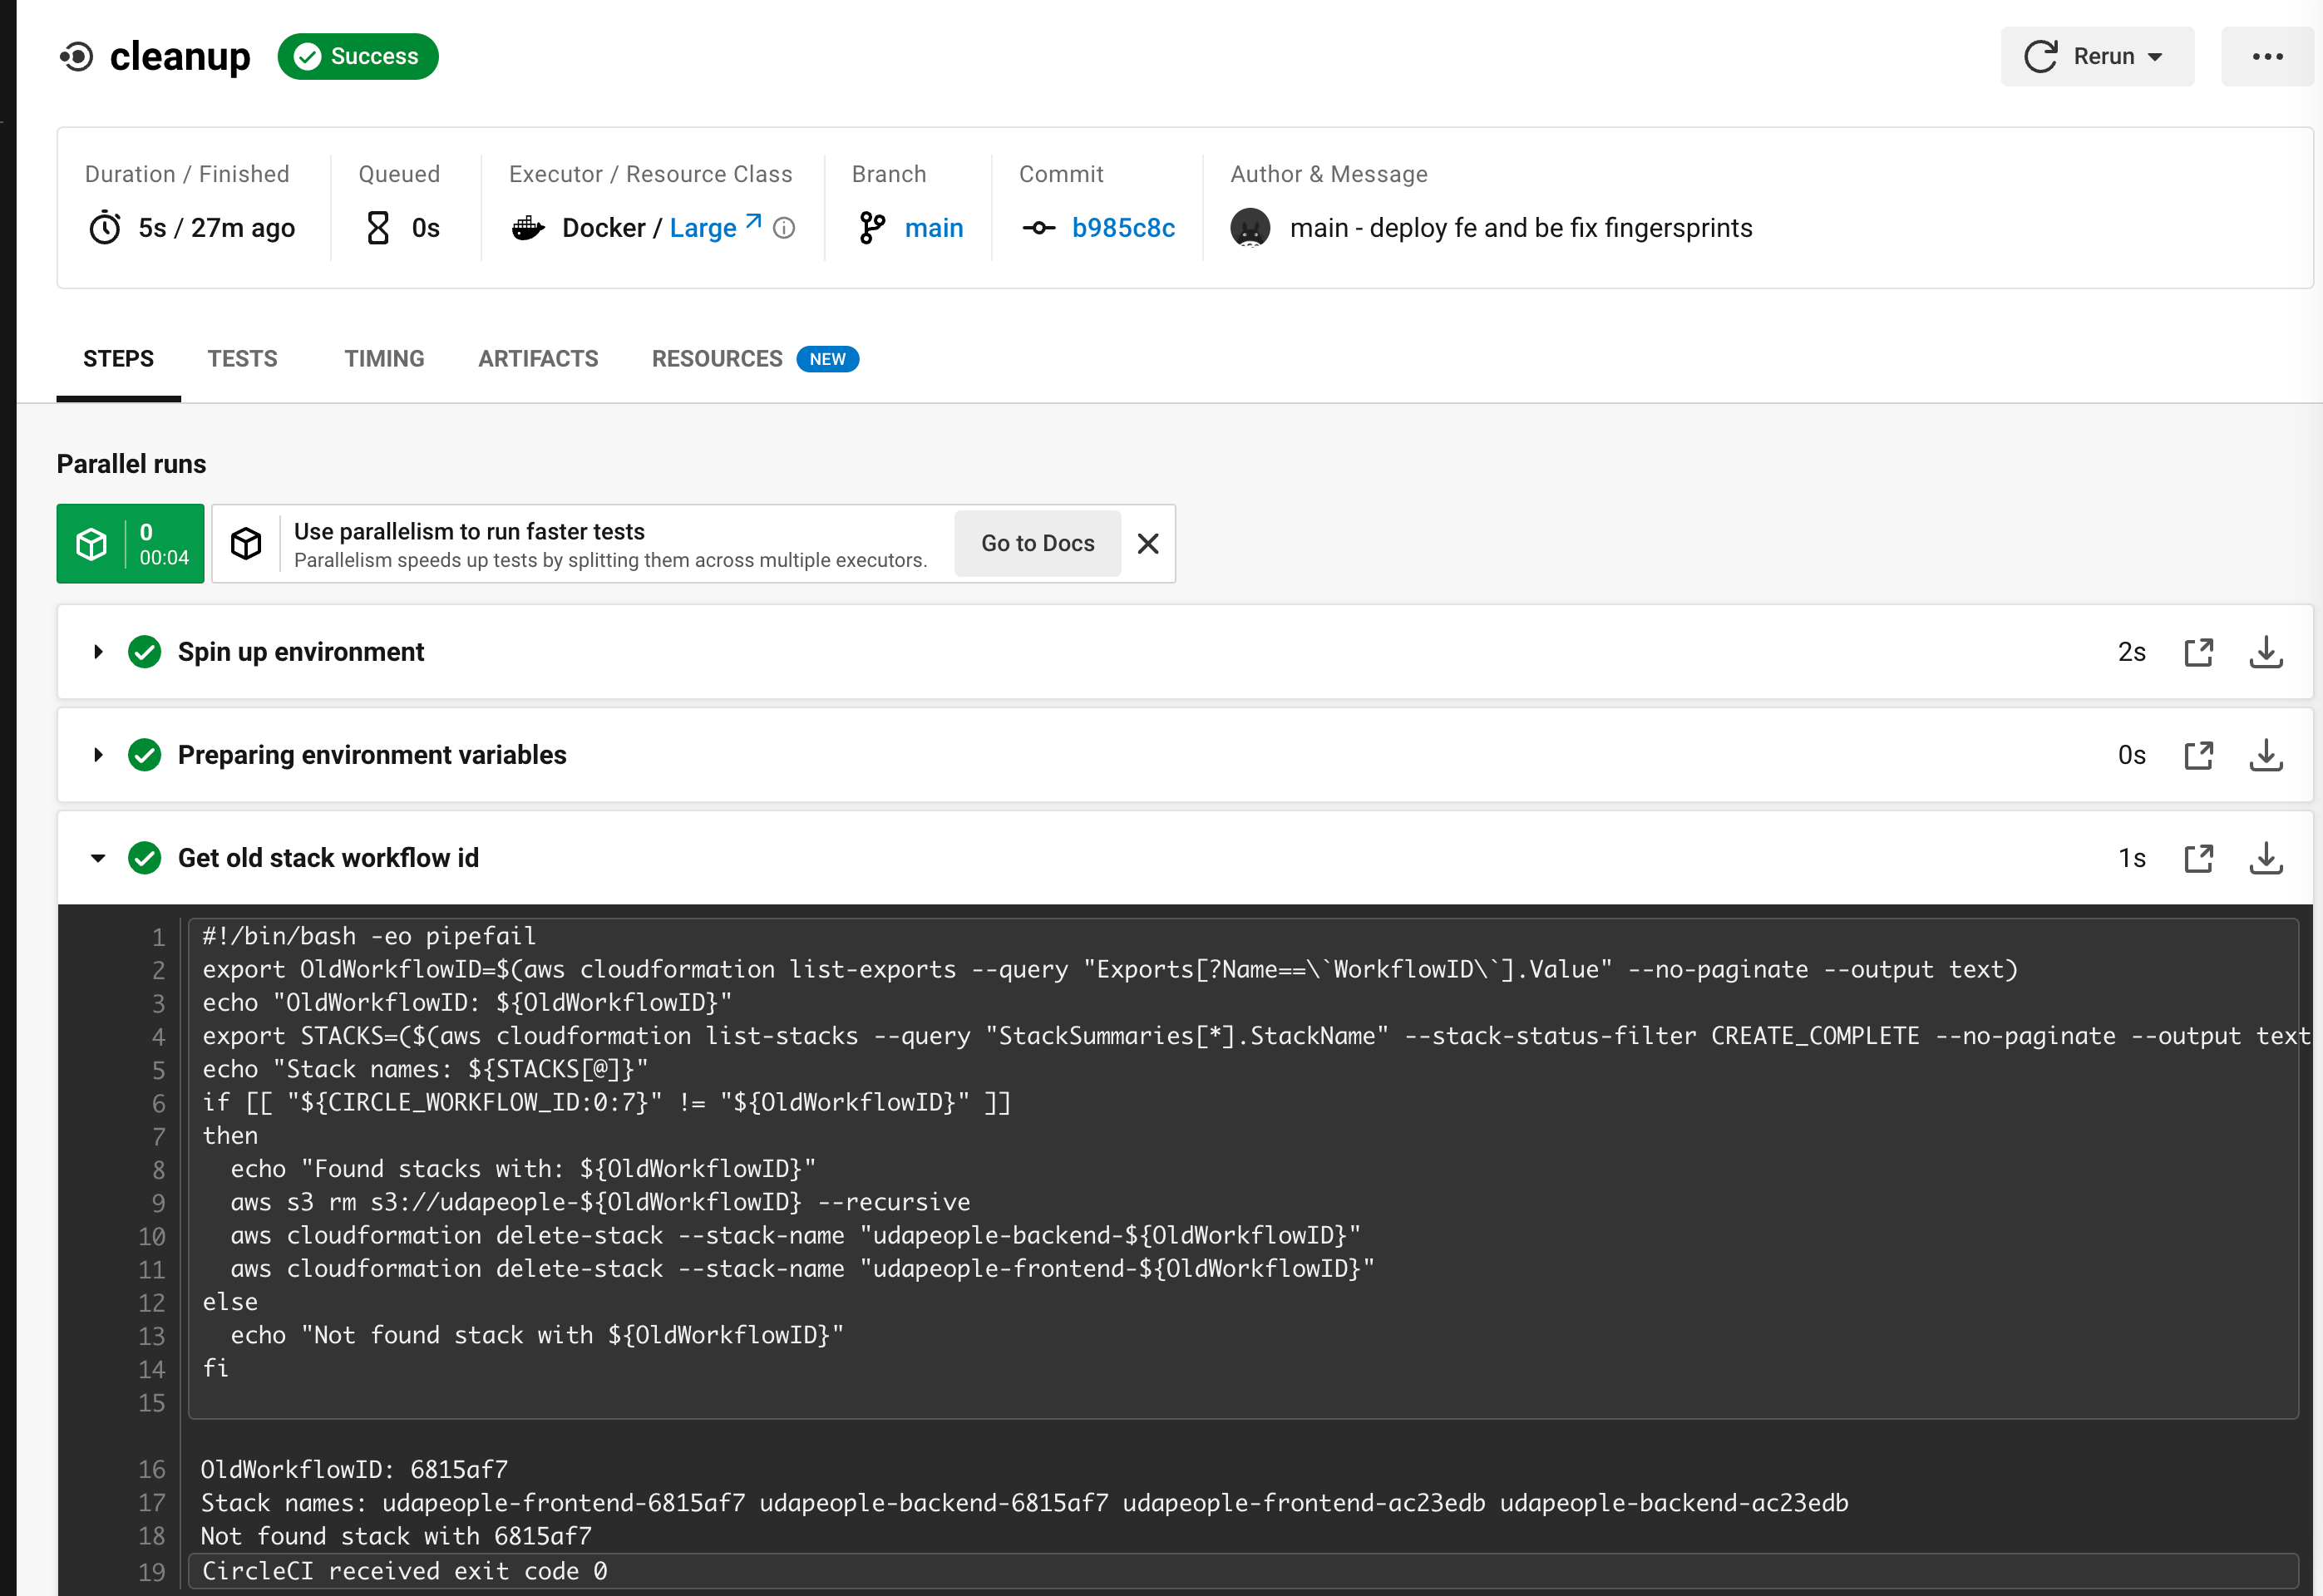 cleanup Success Rerun
Duration / Finished Queued Executor / Resource Class Branch Commit Author & Message
5s / 27m ago 0s Docker / Large main b985c8c main - deploy fe and be fix fingersprints
STEPS TESTS TIMING ARTIFACTS RESOURCES NEW
Parallel runs
0
00:04
Use parallelism to run faster tests
Parallelism speeds up tests by splitting them across multiple executors.
Go to Docs
Spin up environment 2s
Preparing environment variables 0s
Get old stack workflow id 1s
1 #!/bin/bash -eo pipefail
2 export OldWorkflowID=$(aws cloudformation list-exports --query "Exports[?Name==\`WorkflowID\`].Value" --no-paginate --output text)
3 echo "OldWorkflowID: ${OldWorkflowID}"
4 export STACKS=($(aws cloudformation list-stacks --query "StackSummaries[*].StackName" --stack-status-filter CREATE_COMPLETE --no-paginate --output text
5 echo "Stack names: ${STACKS[@]}"
6 if [[ "${CIRCLE_WORKFLOW_ID:0:7}" != "${OldWorkflowID}" ]]
7 then
8   echo "Found stacks with: ${OldWorkflowID}"
9   aws s3 rm s3://udapeople-${OldWorkflowID} --recursive
10   aws cloudformation delete-stack --stack-name "udapeople-backend-${OldWorkflowID}"
11   aws cloudformation delete-stack --stack-name "udapeople-frontend-${OldWorkflowID}"
12 else
13   echo "Not found stack with ${OldWorkflowID}"
14 fi
15
16 OldWorkflowID: 6815af7
17 Stack names: udapeople-frontend-6815af7 udapeople-backend-6815af7 udapeople-frontend-ac23edb udapeople-backend-ac23edb
18 Not found stack with 6815af7
19 CircleCI received exit code 0